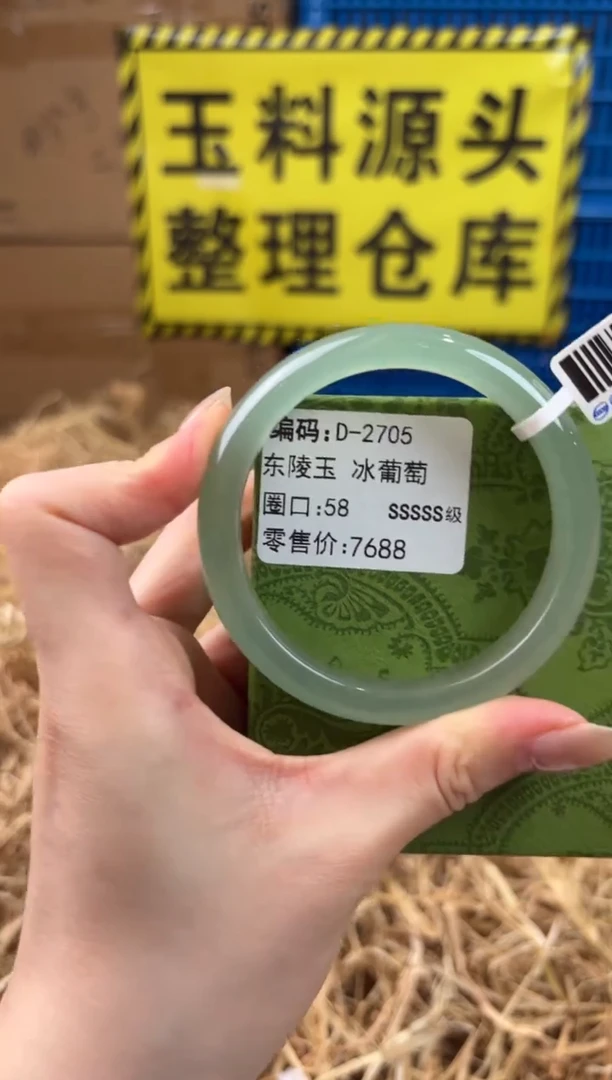 玉料源头
整理仓库
编码:D-2705
东陵玉 冰葡萄
圈口:58 SSSSS级
零售价:7688